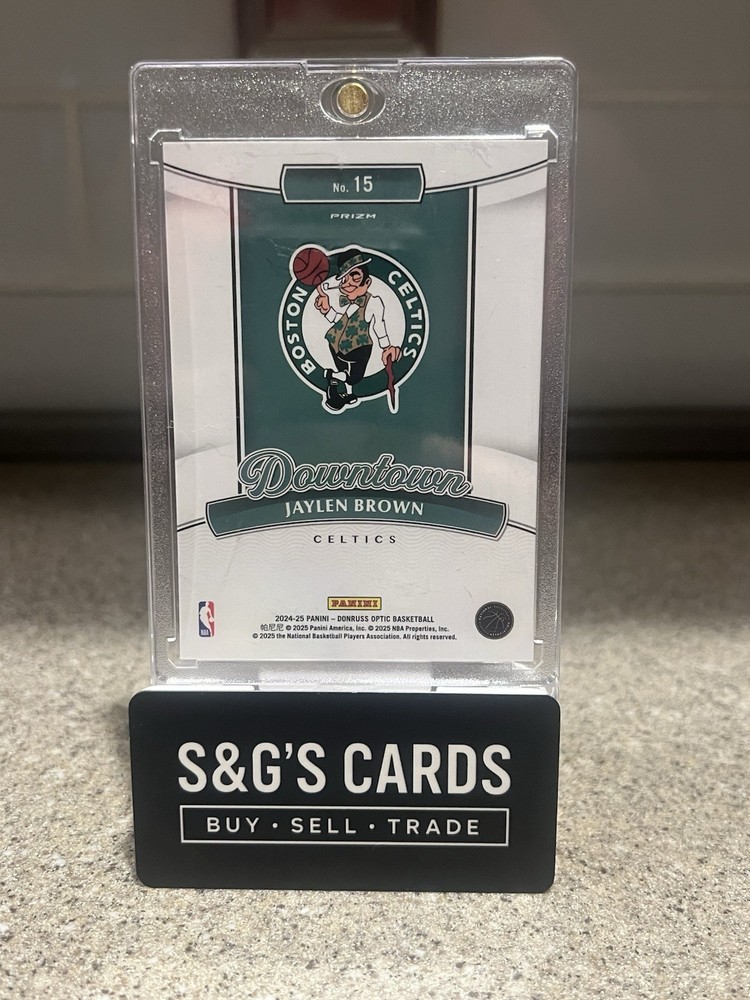 No. 15
PRIZM
BOSTON CELTICS
Downtown
JAYLEN BROWN
CELTICS
PANINI
2024-25 PANINI – DONRUSS OPTIC BASKETBALL
帕尼尼 © 2025 Panini America, Inc. © 2025 NBA Properties, Inc.
© 2025 the National Basketball Players Association. All rights reserved.
NBA
S&G'S CARDS
BUY • SELL • TRADE